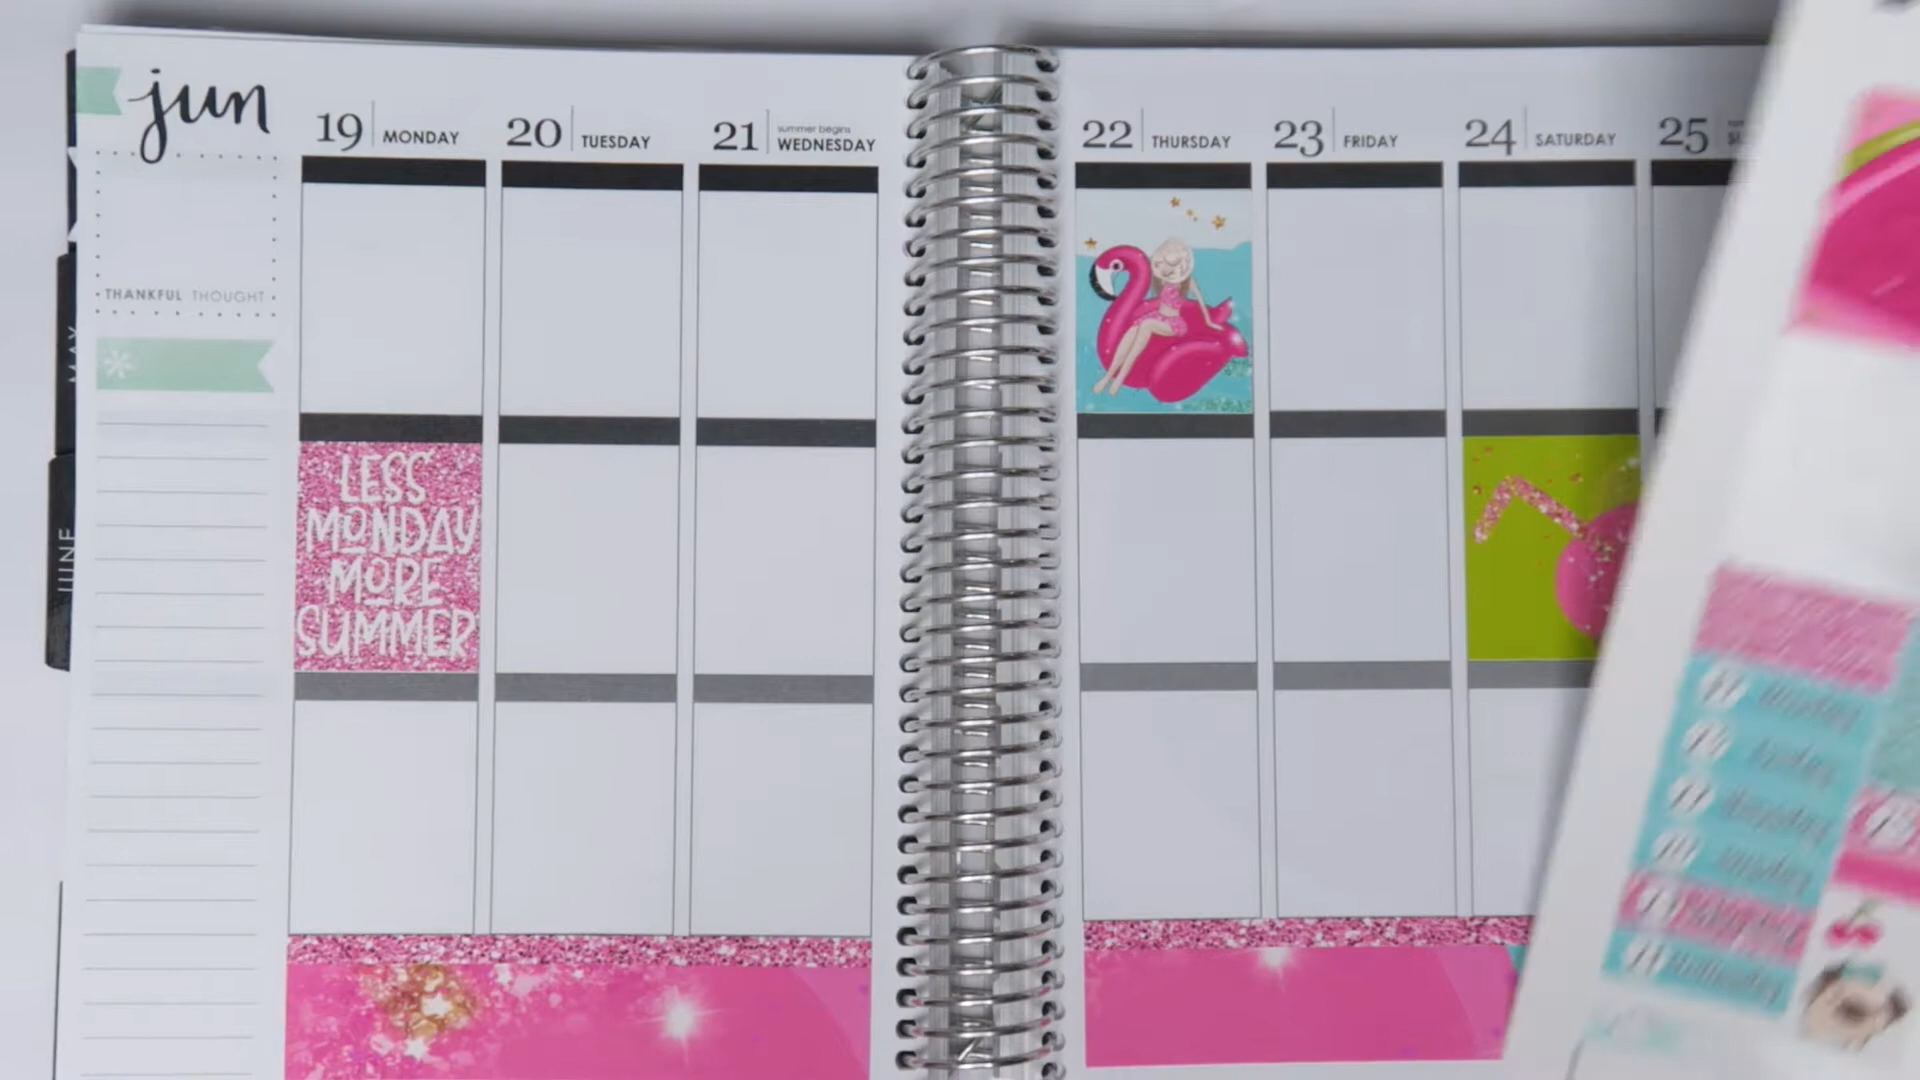 jun
19 MONDAY
20 TUESDAY
21 summer begins
WEDNESDAY
22 THURSDAY
23 FRIDAY
24 SATURDAY
25
THANKFUL THOUGHT
MAY
JUNE
LESS
MONDAY
MORE
SUMMER